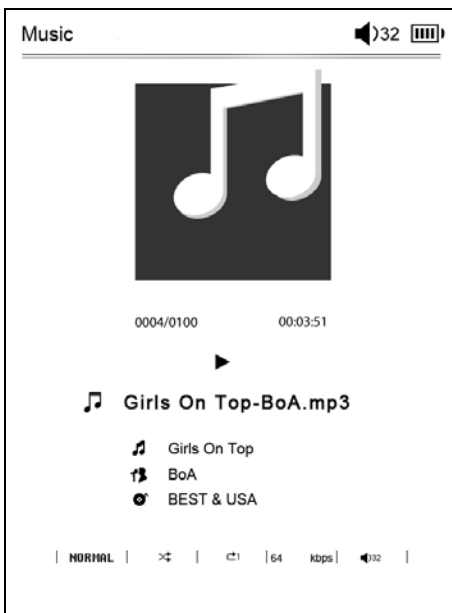 Music 32
0004/0100 00:03:51
Girls On Top-BoA.mp3
Girls On Top
BoA
BEST & USA
NORMAL 1 64 kbps 32